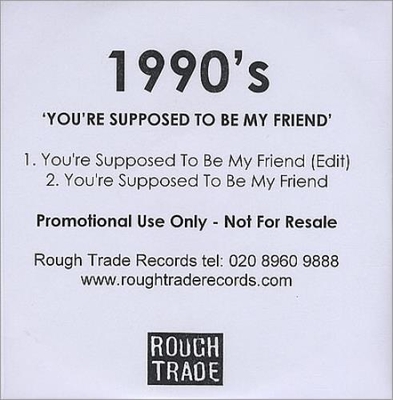 1990's
'YOU'RE SUPPOSED TO BE MY FRIEND'
1. You're Supposed To Be My Friend (Edit)
2. You're Supposed To Be My Friend
Promotional Use Only - Not For Resale
Rough Trade Records tel: 020 8960 9888
www.roughtraderecords.com
ROUGH
TRADE